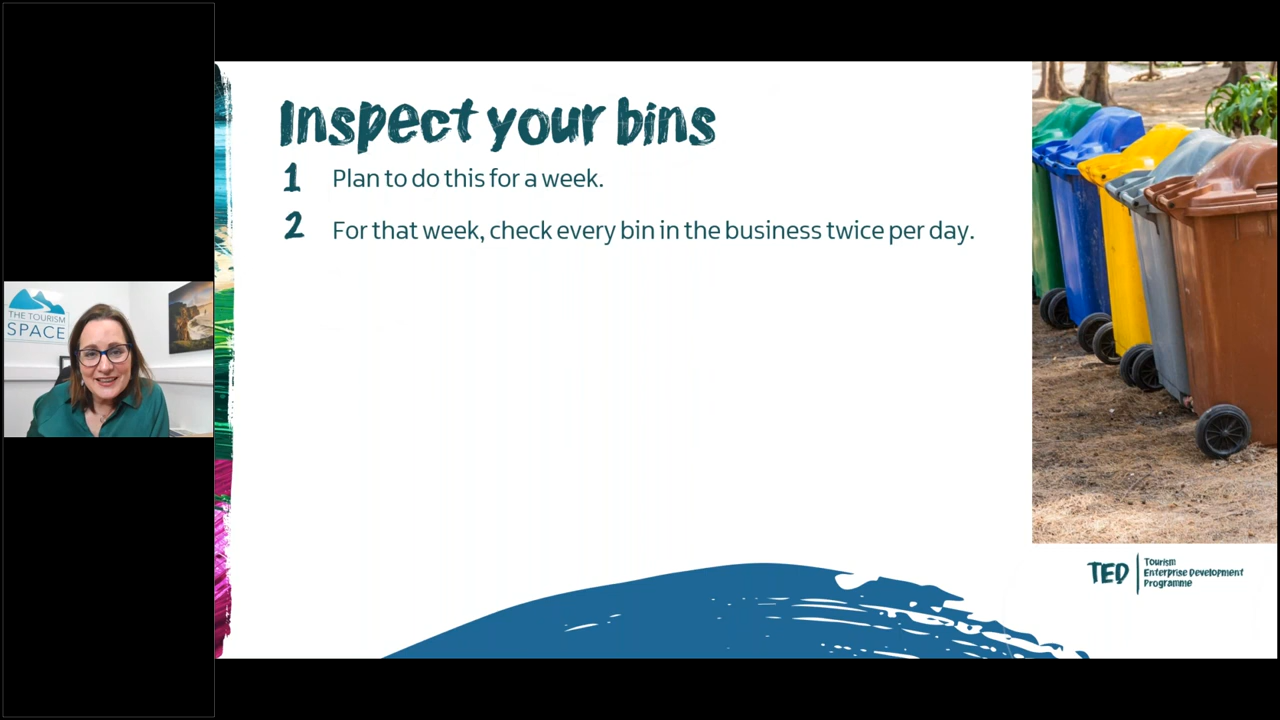 Inspect your bins
1 Plan to do this for a week.
2 For that week, check every bin in the business twice per day.
THE TOURISM
SPACE
TED
Tourism
Enterprise Development
Programme